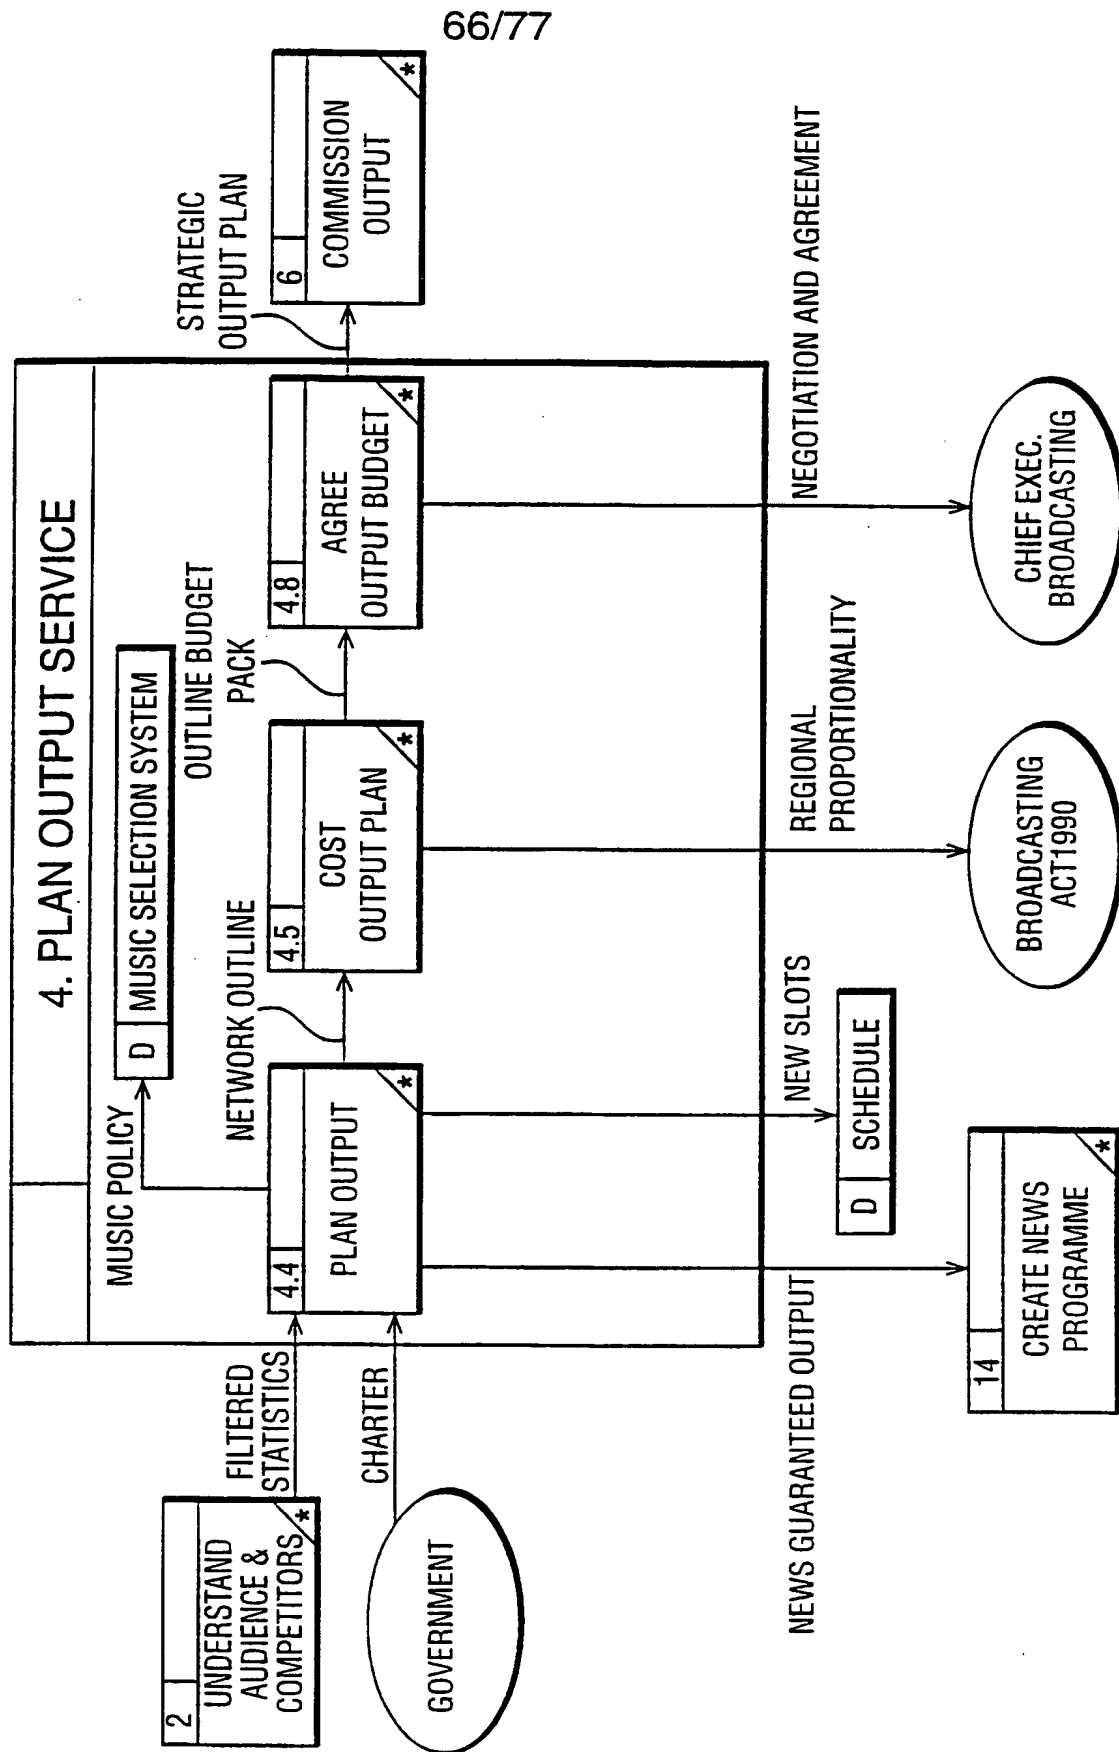 66/77
4. PLAN OUTPUT SERVICE
D MUSIC SELECTION SYSTEM
MUSIC POLICY
2
UNDERSTAND
AUDIENCE &
COMPETITORS
*
FILTERED
STATISTICS
GOVERNMENT
CHARTER
4.4
PLAN OUTPUT
*
NETWORK OUTLINE
4.5
COST
OUTPUT PLAN
*
OUTLINE BUDGET
PACK
4.8
AGREE
OUTPUT BUDGET
*
STRATEGIC
OUTPUT PLAN
6
COMMISSION
OUTPUT
*
NEWS GUARANTEED OUTPUT
NEW SLOTS
REGIONAL
PROPORTIONALITY
NEGOTIATION AND AGREEMENT
D SCHEDULE
14
CREATE NEWS
PROGRAMME
*
BROADCASTING
ACT1990
CHIEF EXEC.
BROADCASTING